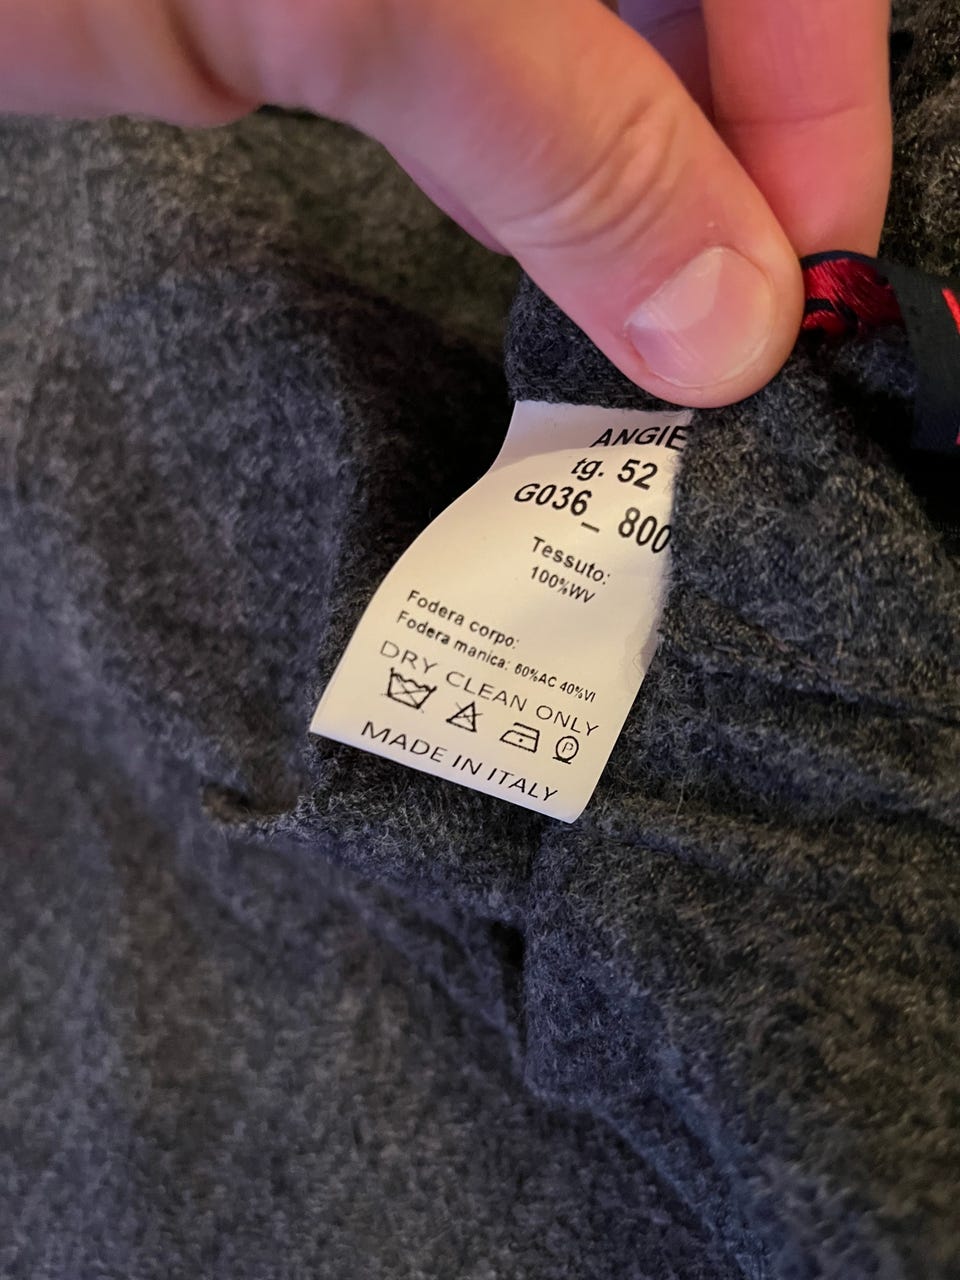 ANGIE
tg. 52
G036_ 800
Tessuto:
100%WV
Fodera corpo:
Fodera manica: 60%AC 40%VI
DRY CLEAN ONLY
P
MADE IN ITALY